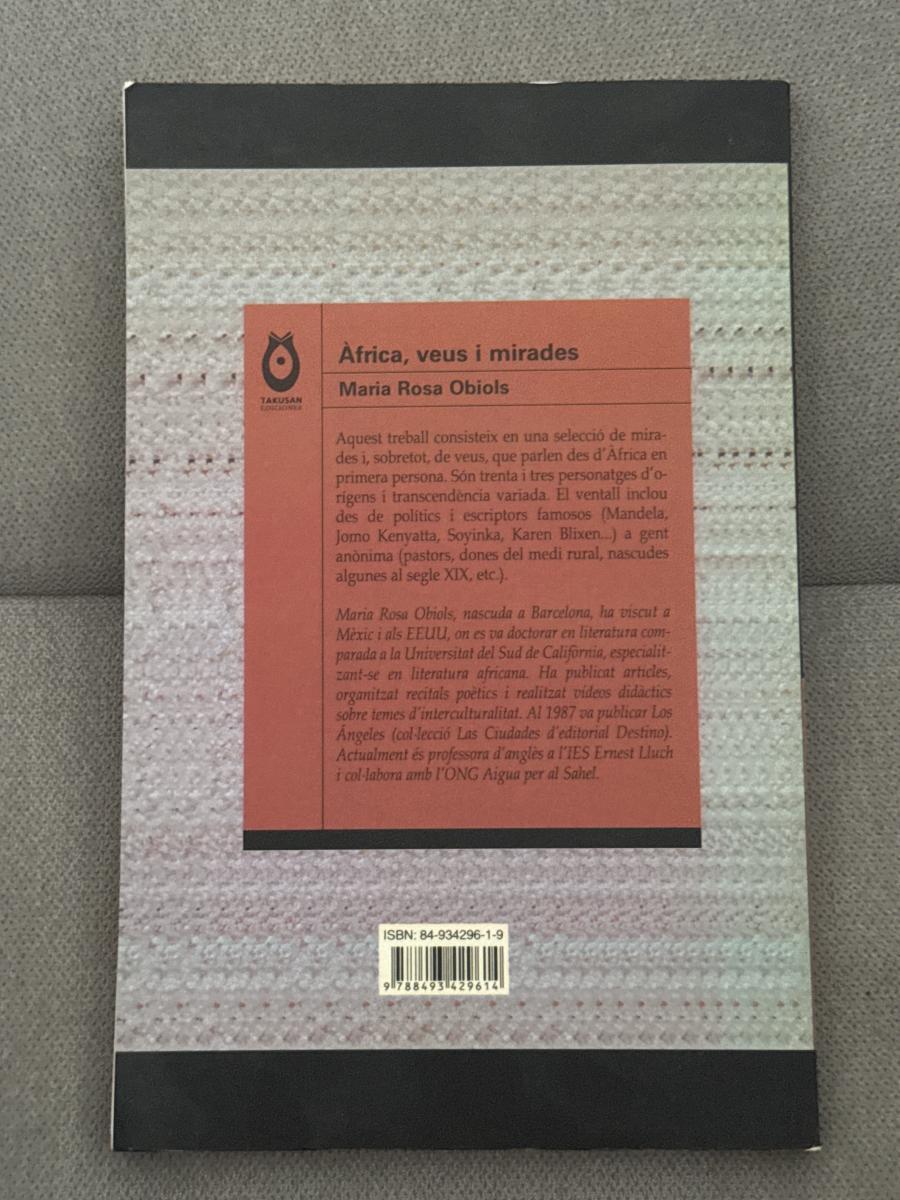 Àfrica, veus i mirades
Maria Rosa Obiols
TAKUSAN
EDICIONES
Aquest treball consisteix en una selecció de mira-
des i, sobretot, de veus, que parlen des d'Àfrica en
primera persona. Són trenta i tres personatges d'o-
rígens i transcendència variada. El ventall inclou
des de polítics i escriptors famosos (Mandela,
Jomo Kenyatta, Soyinka, Karen Blixen...) a gent
anònima (pastors, dones del medi rural, nascudes
algunes al segle XIX, etc.).
Maria Rosa Obiols, nascuda a Barcelona, ha viscut a
Mèxic i als EEUU, on es va doctorar en literatura com-
parada a la Universitat del Sud de Califòrnia, especialit-
zant-se en literatura africana. Ha publicat articles,
organitzat recitals poètics i realitzat vídeos didàctics
sobre temes d'interculturalitat. Al 1987 va publicar Los
Ángeles (col·lecció Las Ciudades d'editorial Destino).
Actualment és professora d'anglès a l'IES Ernest Lluch
i col·labora amb l'ONG Aigua per al Sahel.
ISBN: 84-934296-1-9
9 788493 429614